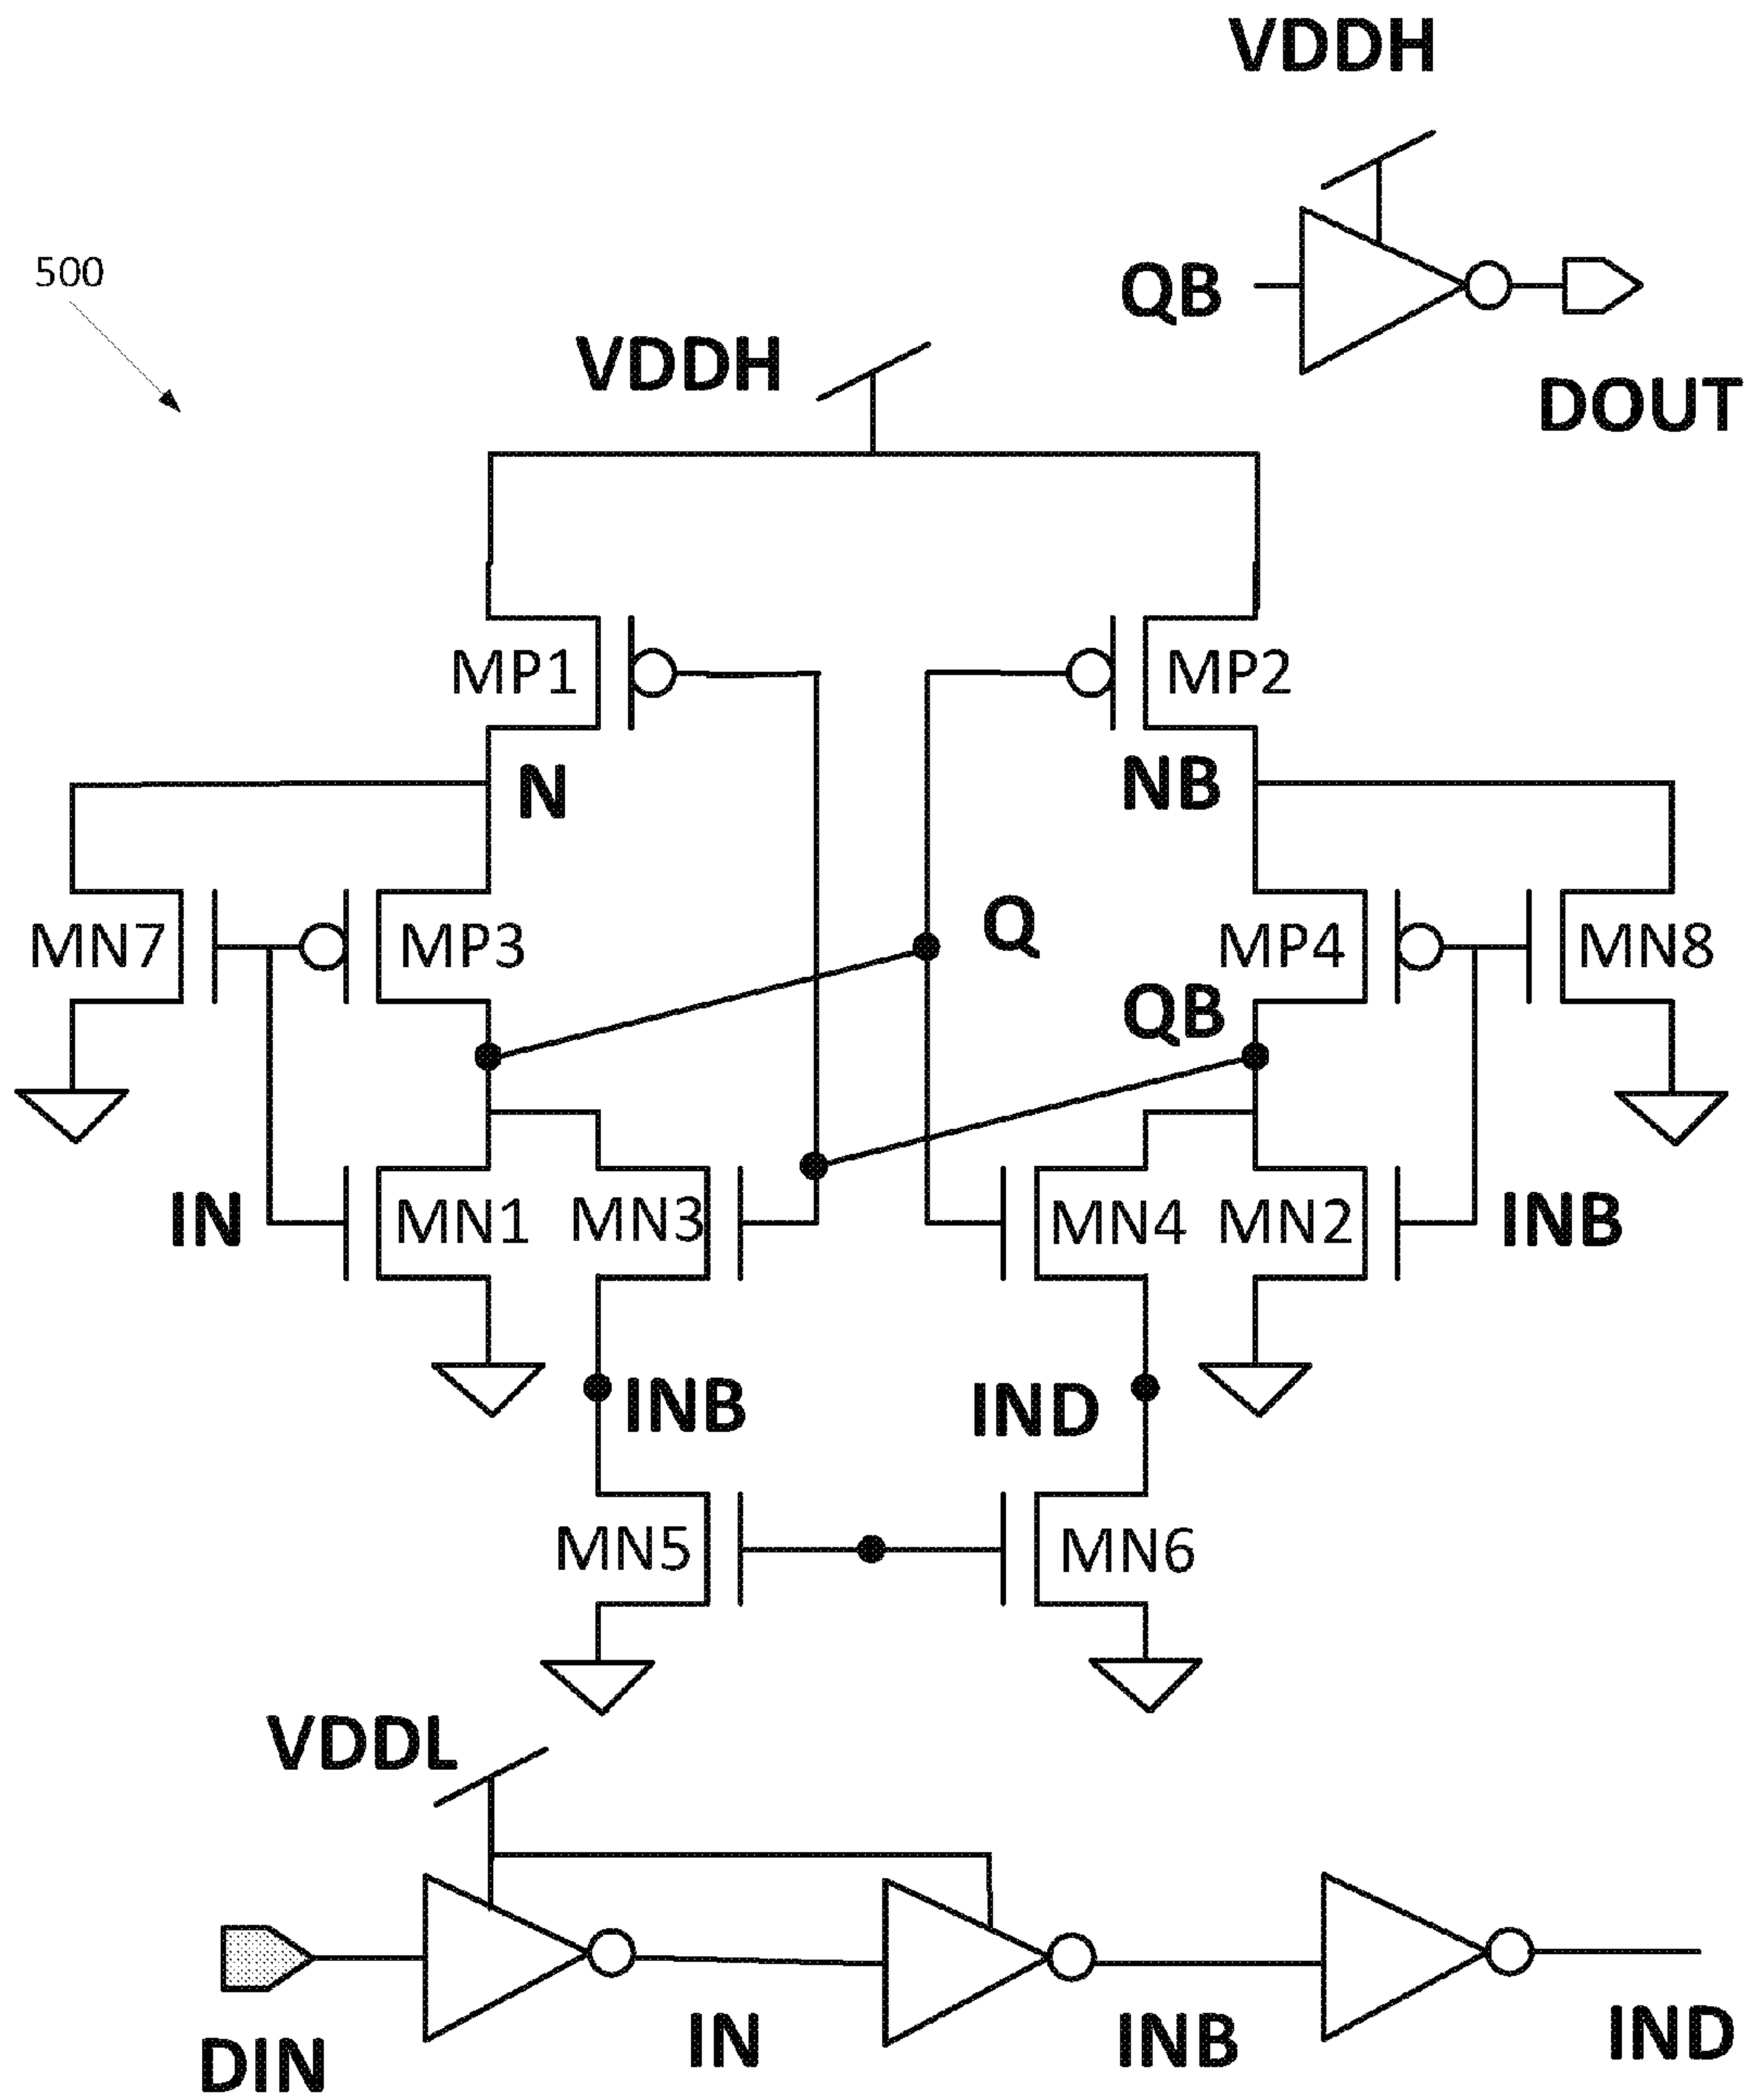 VDDH
500
QB
VDDH
DOUT
MP1
MP2
N
NB
MN7
MP3
Q
MP4
MN8
QB
IN
MN1
MN3
MN4
MN2
INB
INB
IND
MN5
MN6
VDDL
DIN
IN
INB
IND